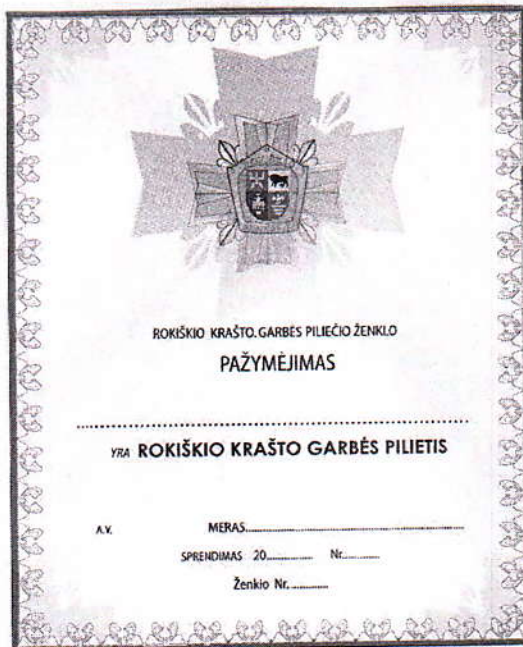 ROKIŠKIO KRAŠTO GARBĖS PILIEČIO ŽENKLO
PAŽYMĖJIMAS
........................................................................
YRA ROKIŠKIO KRAŠTO GARBĖS PILIETIS
A.V. MERAS........................................................
SPRENDIMAS 20............ Nr............
Ženklo Nr............